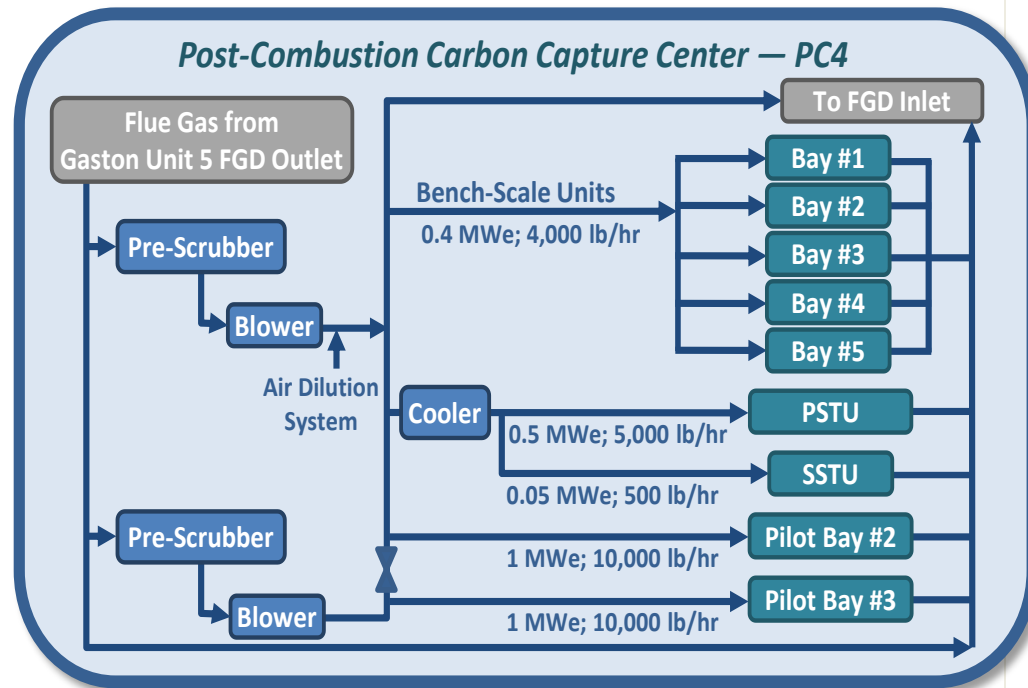 Post-Combustion Carbon Capture Center — PC4
Flue Gas from
Gaston Unit 5 FGD Outlet
To FGD Inlet
Bay #1
Bench-Scale Units
Bay #2
0.4 MWe; 4,000 lb/hr
Pre-Scrubber
Bay #3
Bay #4
Blower
Bay #5
Air Dilution
System
Cooler
PSTU
0.5 MWe; 5,000 lb/hr
SSTU
0.05 MWe; 500 lb/hr
Pre-Scrubber
Pilot Bay #2
1 MWe; 10,000 lb/hr
Pilot Bay #3
Blower
1 MWe; 10,000 lb/hr